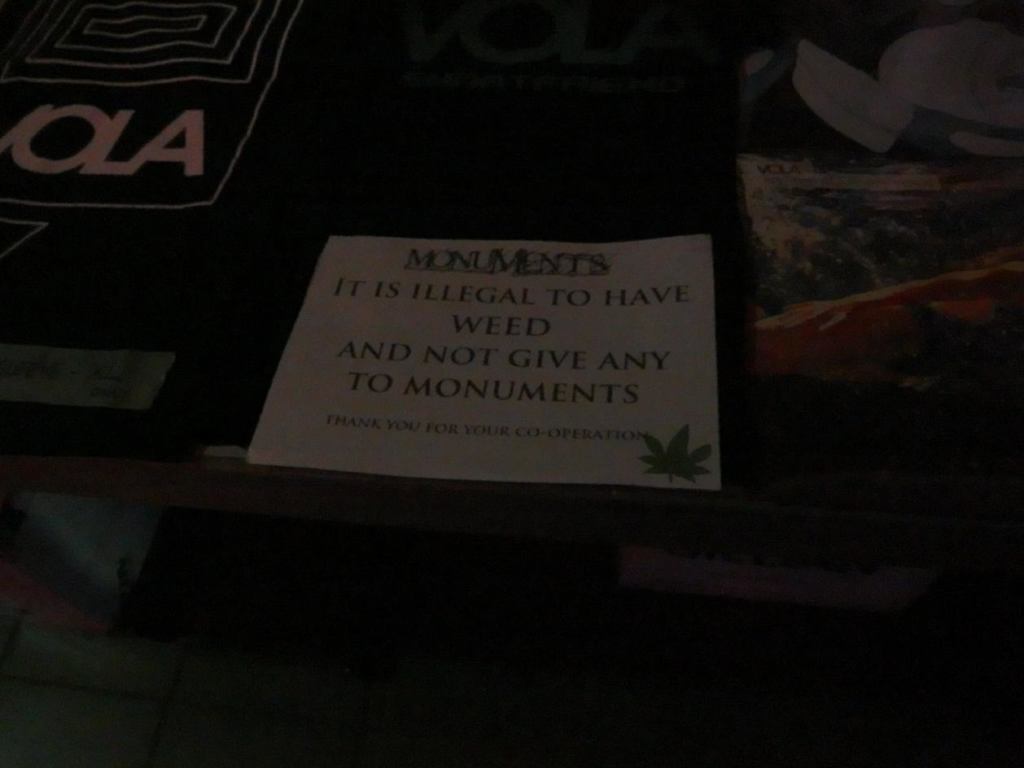 VOLA
VOLA
VOLA
MONUMENTS
IT IS ILLEGAL TO HAVE
WEED
AND NOT GIVE ANY
TO MONUMENTS
THANK YOU FOR YOUR CO-OPERATION